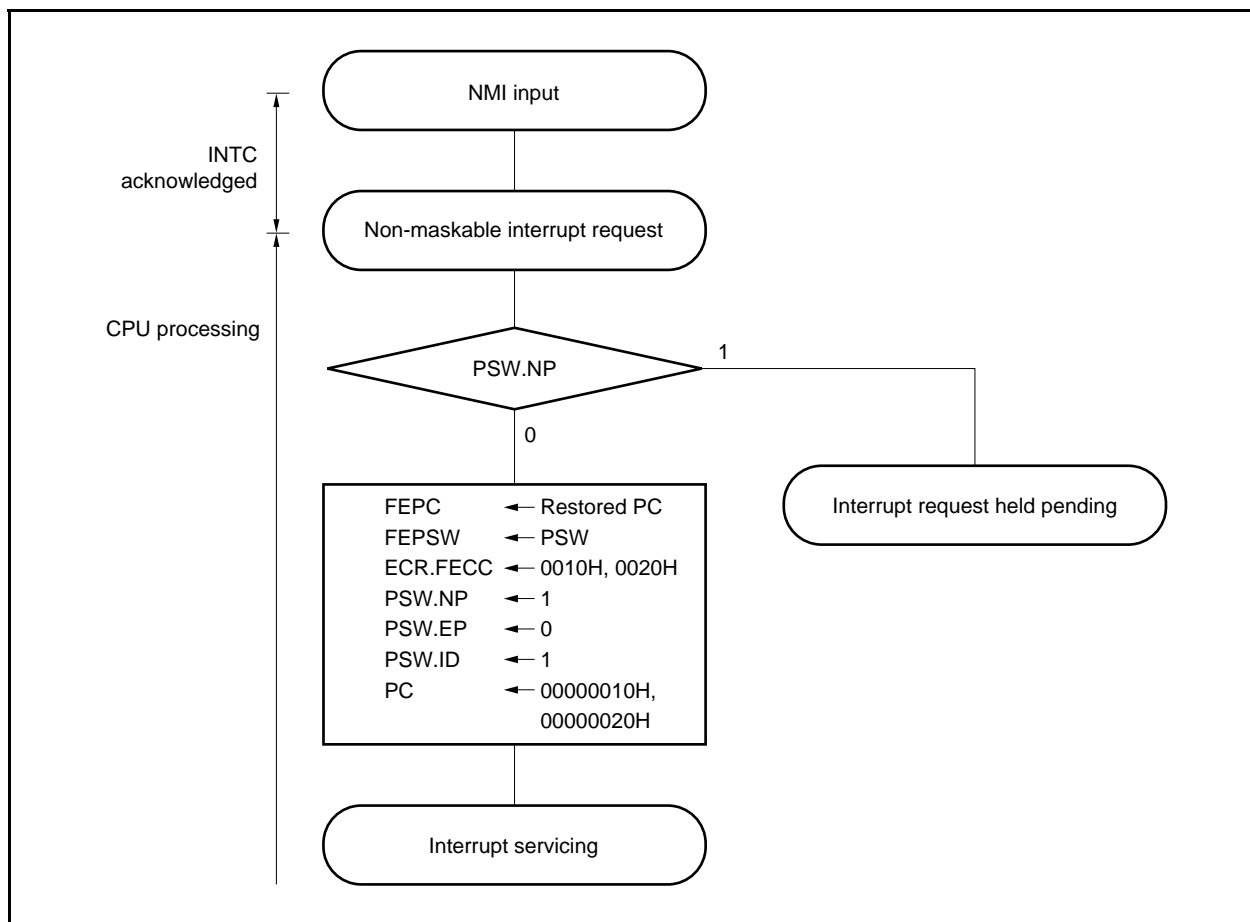 NMI input
INTC
acknowledged
Non-maskable interrupt request
CPU processing
PSW.NP
1
0
FEPC ← Restored PC
FEPSW ← PSW
ECR.FECC ← 0010H, 0020H
PSW.NP ← 1
PSW.EP ← 0
PSW.ID ← 1
PC ← 00000010H,
00000020H
Interrupt request held pending
Interrupt servicing